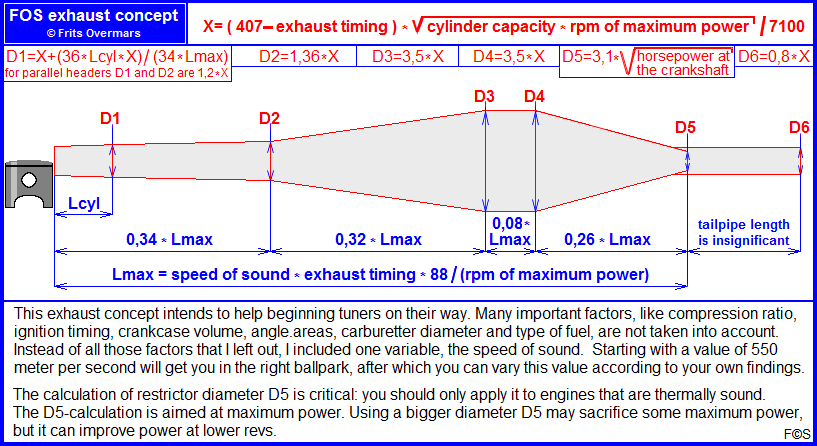 FOS exhaust concept
© Frits Overmars
X= ( 407– exhaust timing ) * √ cylinder capacity * rpm of maximum power / 7100
D1=X+(36*Lcyl*X)/(34*Lmax)
for parallel headers D1 and D2 are 1,2*X
D2=1,36*X
D3=3,5*X
D4=3,5*X
D5=3,1*√ horsepower at
the crankshaft
D6=0,8*X
D3 D4
D1 D2 D5 D6
Lcyl
0,34 * Lmax
0,32 * Lmax
0,08*
Lmax
0,26 * Lmax
tailpipe length
is insignificant
Lmax = speed of sound * exhaust timing * 88 / (rpm of maximum power)
This exhaust concept intends to help beginning tuners on their way. Many important factors, like compression ratio,
ignition timing, crankcase volume, angle.areas, carburetter diameter and type of fuel, are not taken into account.
Instead of all those factors that I left out, I included one variable, the speed of sound. Starting with a value of 550
meter per second will get you in the right ballpark, after which you can vary this value according to your own findings.
The calculation of restrictor diameter D5 is critical: you should only apply it to engines that are thermally sound.
The D5-calculation is aimed at maximum power. Using a bigger diameter D5 may sacrifice some maximum power,
but it can improve power at lower revs.
F©S